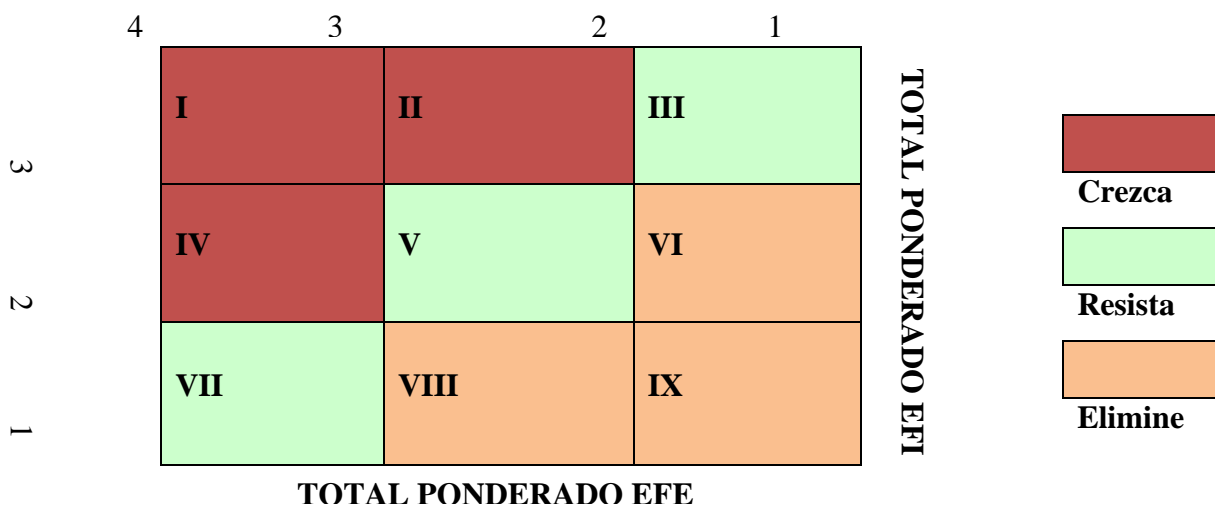 4 3 2 1
I II III
3
IV V VI
2
VII VIII IX
1
TOTAL PONDERADO EFI
TOTAL PONDERADO EFE
Crezca
Resista
Elimine